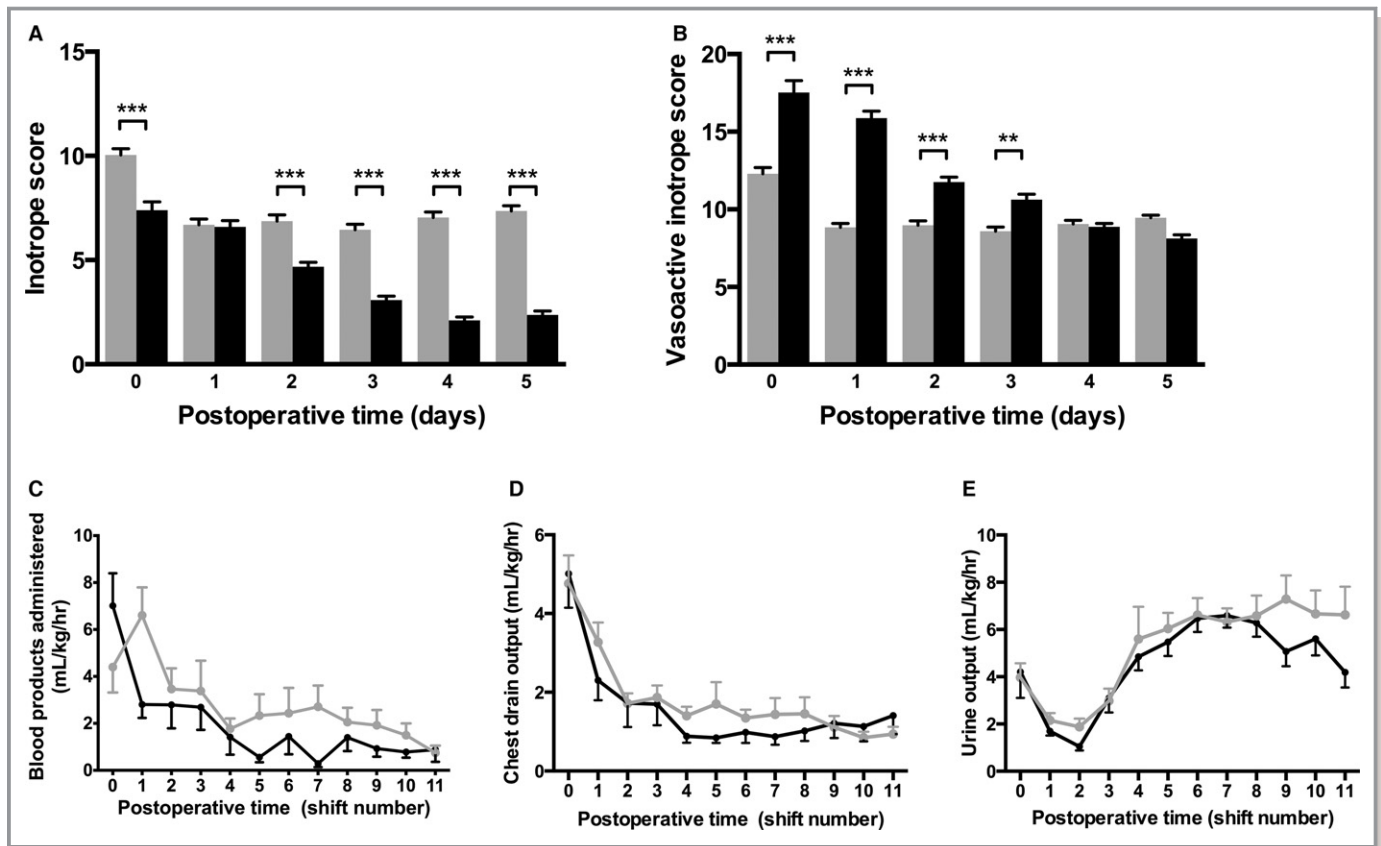 A
Inotrope score
15
10
5
0
***
***
***
***
***
0 1 2 3 4 5
Postoperative time (days)
B
Vasoactive inotrope score
20
15
10
5
0
***
***
***
**
0 1 2 3 4 5
Postoperative time (days)
C
Blood products administered
(mL/kg/hr)
10
8
6
4
2
0
0 1 2 3 4 5 6 7 8 9 10 11
Postoperative time (shift number)
D
Chest drain output (mL/kg/hr)
6
4
2
0
0 1 2 3 4 5 6 7 8 9 10 11
Postoperative time (shift number)
E
Urine output (mL/kg/hr)
10
8
6
4
2
0
0 1 2 3 4 5 6 7 8 9 10 11
Postoperative time (shift number)